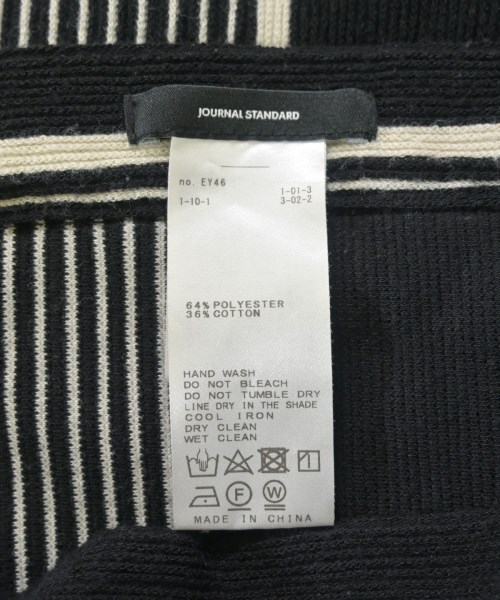 JOURNAL STANDARD
no. EY46
1-10-1 1-01-3
3-02-2
64% POLYESTER
36% COTTON
HAND WASH
DO NOT BLEACH
DO NOT TUMBLE DRY
LINE DRY IN THE SHADE
COOL IRON
DRY CLEAN
WET CLEAN
F W
MADE IN CHINA